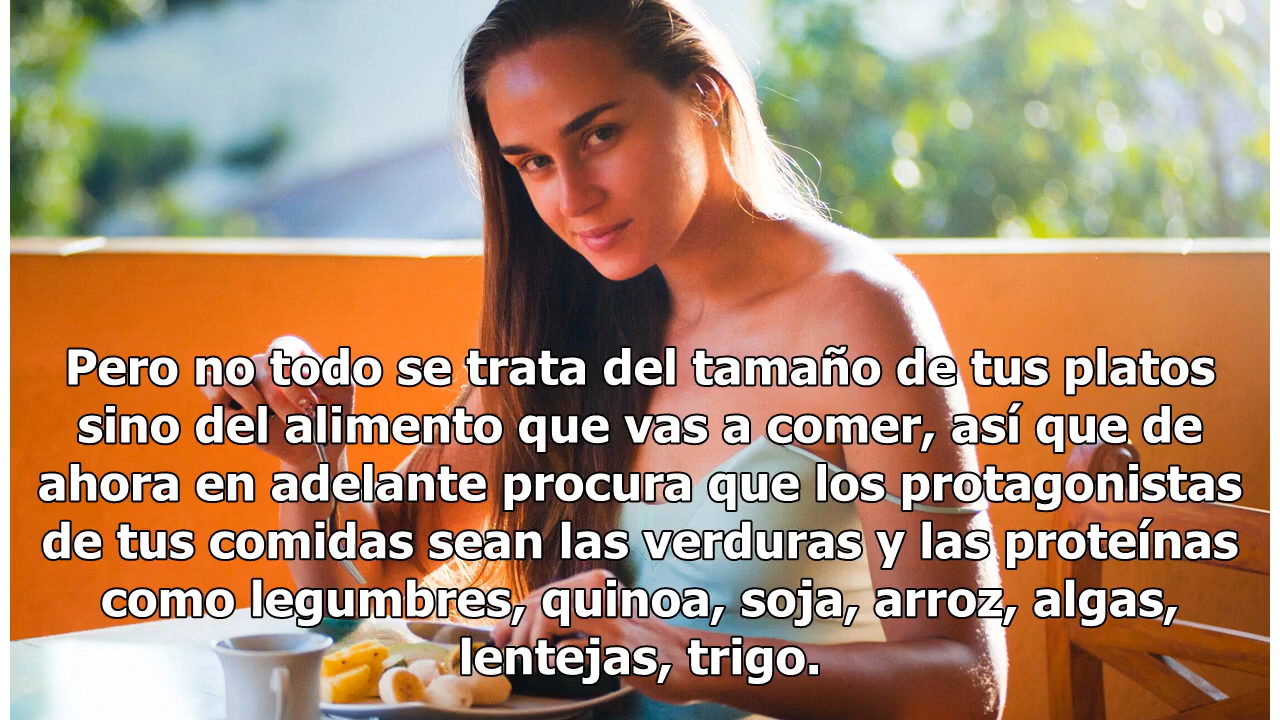 Pero no todo se trata del tamaño de tus platos
sino del alimento que vas a comer, así que de
ahora en adelante procura que los protagonistas
de tus comidas sean las verduras y las proteínas
como legumbres, quinoa, soja, arroz, algas,
lentejas, trigo.